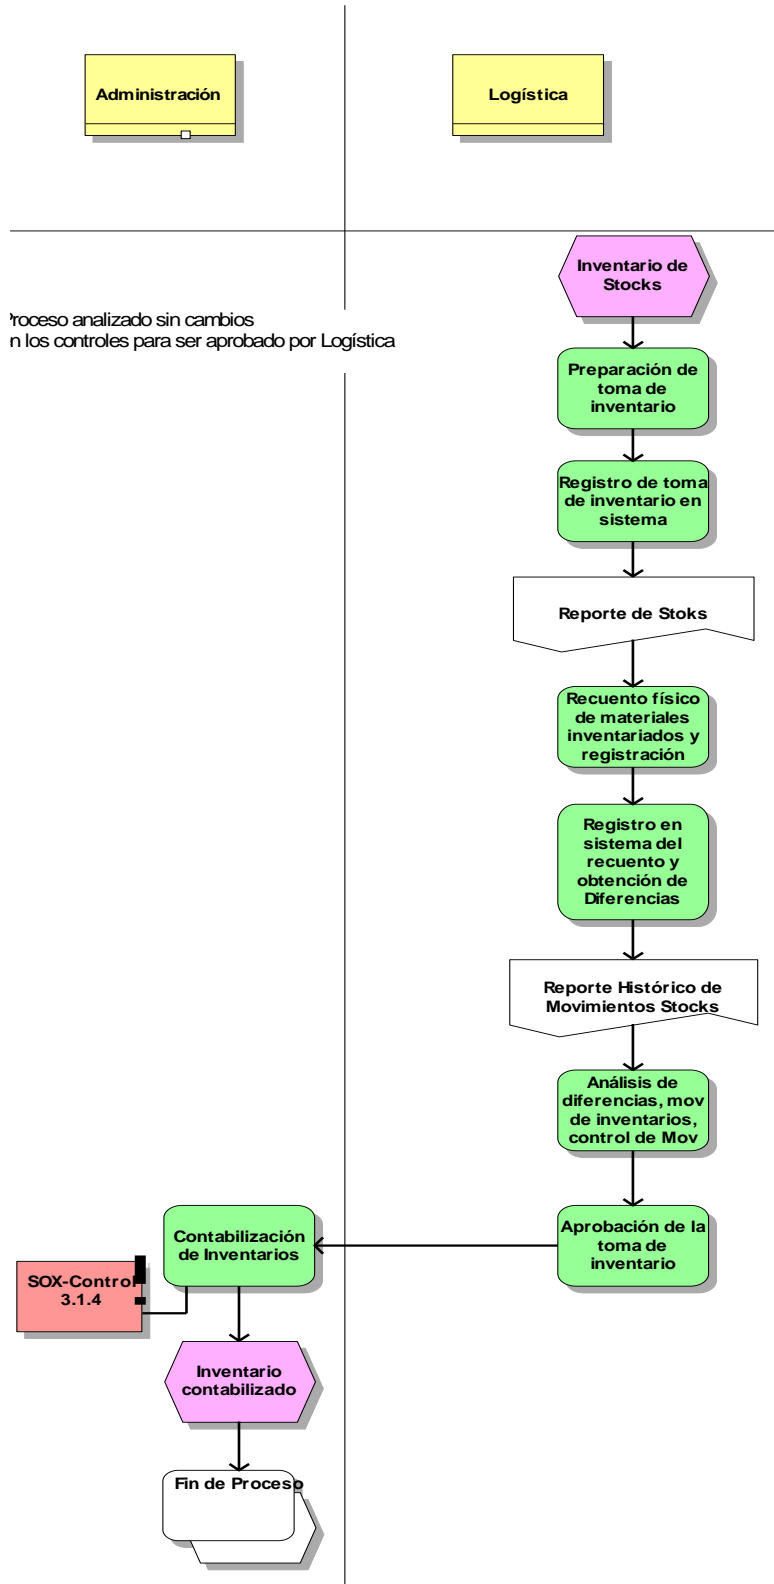 Administración
Logística
Inventario de
Stocks
Proceso analizado sin cambios
n los controles para ser aprobado por Logística
Preparación de
toma de
inventario
Registro de toma
de inventario en
sistema
Reporte de Stoks
Recuento físico
de materiales
inventariados y
registración
Registro en
sistema del
recuento y
obtención de
Diferencias
Reporte Histórico de
Movimientos Stocks
Análisis de
diferencias, mov
de inventarios,
control de Mov
Aprobación de la
toma de
inventario
Contabilización
de Inventarios
SOX-Control
3.1.4
Inventario
contabilizado
Fin de Proceso